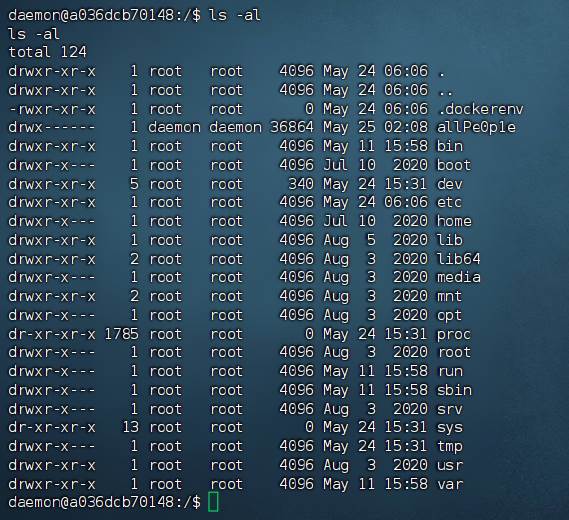 daemon@a036dcb70148:/$ ls -al
ls -al
total 124
drwxr-xr-x    1 root   root    4096 May 24 06:06 .
drwxr-xr-x    1 root   root    4096 May 24 06:06 ..
-rwxr-xr-x    1 root   root       0 May 24 06:06 .dockerenv
drwx------    1 daemon daemon 36864 May 25 02:08 allPe0p1e
drwxr-xr-x    1 root   root    4096 May 11 15:58 bin
drwxr-x---    1 root   root    4096 Jul 10  2020 boot
drwxr-xr-x    5 root   root     340 May 24 15:31 dev
drwxr-xr-x    1 root   root    4096 May 24 06:06 etc
drwxr-x---    1 root   root    4096 Jul 10  2020 home
drwxr-xr-x    1 root   root    4096 Aug  5  2020 lib
drwxr-xr-x    2 root   root    4096 Aug  3  2020 lib64
drwxr-x---    1 root   root    4096 Aug  3  2020 media
drwxr-xr-x    2 root   root    4096 Aug  3  2020 mnt
drwxr-x---    1 root   root    4096 Aug  3  2020 opt
dr-xr-xr-x 1785 root   root       0 May 24 15:31 proc
drwxr-x---    1 root   root    4096 Aug  3  2020 root
drwxr-x---    1 root   root    4096 May 11 15:58 run
drwxr-x---    1 root   root    4096 May 11 15:58 sbin
drwxr-x---    1 root   root    4096 Aug  3  2020 srv
dr-xr-xr-x   13 root   root       0 May 24 15:31 sys
drwxr-x---    1 root   root    4096 May 24 15:31 tmp
drwxr-xr-x    1 root   root    4096 Aug  3  2020 usr
drwxr-xr-x    1 root   root    4096 May 11 15:58 var
daemon@a036dcb70148:/$